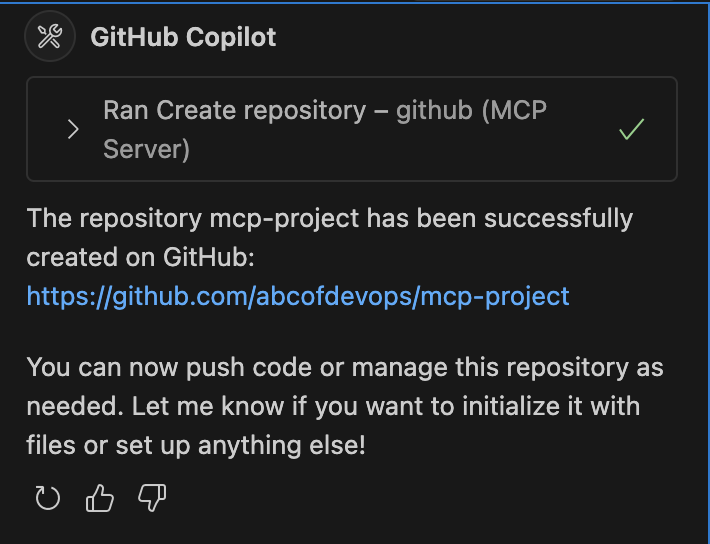 GitHub Copilot
Ran Create repository – github (MCP
Server)
The repository mcp-project has been successfully
created on GitHub:
https://github.com/abcofdevops/mcp-project
You can now push code or manage this repository as
needed. Let me know if you want to initialize it with
files or set up anything else!